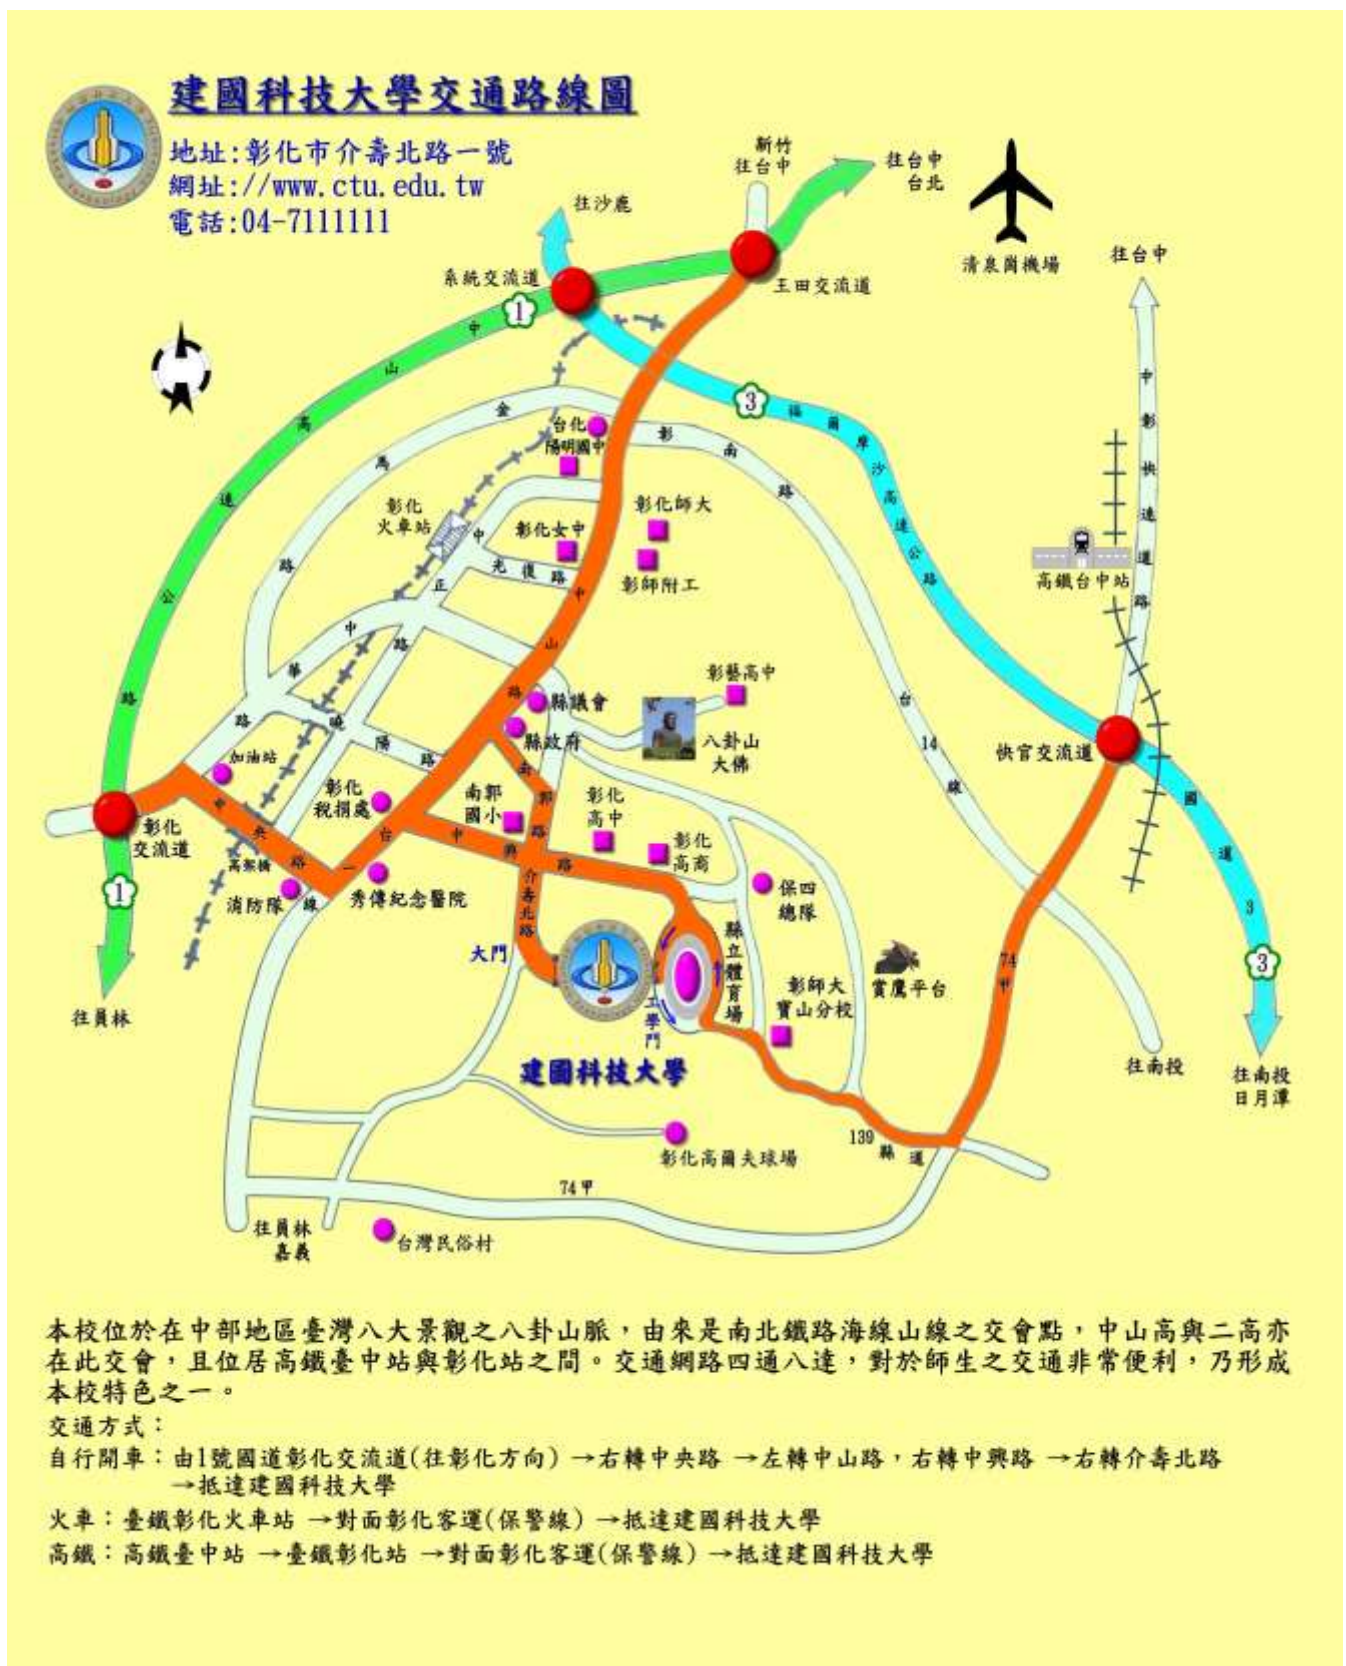 建國科技大學交通路線圖
地址:彰化市介壽北路一號
網址://www.ctu.edu.tw
電話:04-7111111
新竹
往台中
往台中
台北
往沙鹿
清泉崗機場
往台中
系統交流道
王田交流道
1
中山高速公路
3
福爾摩沙高速公路
中彰快速道路
金馬路
台化
陽明國中
彰南路
彰化
火車站
彰化師大
彰化女中
彰師附工
中正路
光復路
高鐵台中站
中華路
中山路
彰藝高中
縣議會
縣政府
八卦山
大佛
台14線
快官交流道
曉陽路
加油站
彰化
稅捐處
南郭
國小
南郭路
彰化
高中
彰化
高商
彰化
交流道
中央路
高架橋
台一線
中興路
消防隊
秀傳紀念醫院
介壽北路
保四
總隊
國道3
1
3
大門
縣立體育場
工學門
彰師大
寶山分校
賞鷹平台
74甲
往員林
建國科技大學
往南投
往南投
日月潭
139縣道
彰化高爾夫球場
74甲
往員林
嘉義
台灣民俗村
本校位於在中部地區臺灣八大景觀之八卦山脈，由來是南北鐵路海線山線之交會點，中山高與二高亦
在此交會，且位居高鐵臺中站與彰化站之間。交通網路四通八達，對於師生之交通非常便利，乃形成
本校特色之一。
交通方式：
自行開車：由1號國道彰化交流道(往彰化方向) →右轉中央路 →左轉中山路，右轉中興路 →右轉介壽北路
→抵達建國科技大學
火車：臺鐵彰化火車站 →對面彰化客運(保警線) →抵達建國科技大學
高鐵：高鐵臺中站 →臺鐵彰化站 →對面彰化客運(保警線) →抵達建國科技大學